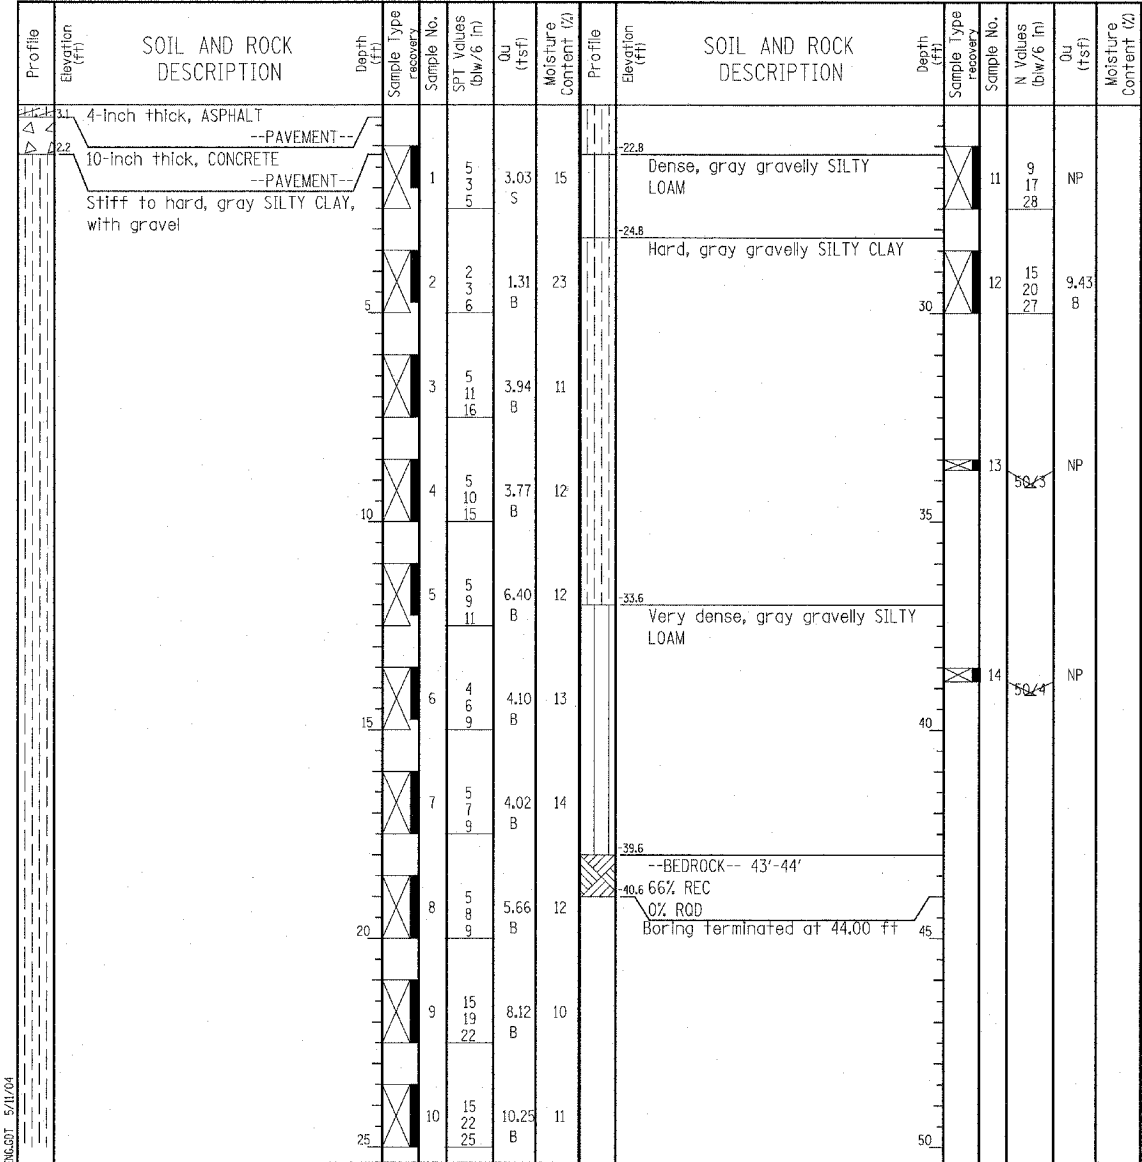 Profile
Elevation (ft)
SOIL AND ROCK DESCRIPTION
Depth (ft)
Sample Type recovery
Sample No.
SPT Values (blw/6 in)
Qu (tsf)
Moisture Content (%)
3.1 4-inch thick, ASPHALT
--PAVEMENT--
2.2 10-inch thick, CONCRETE
--PAVEMENT--
Stiff to hard, gray SILTY CLAY,
with gravel
1 5 3 5 3.03 S 15
5
2 2 3 6 1.31 B 23
3 5 11 16 3.94 B 11
10
4 5 10 15 3.77 B 12
5 5 9 11 6.40 B 12
15
6 4 6 9 4.10 B 13
7 5 7 9 4.02 B 14
20
8 5 8 9 5.66 B 12
9 15 19 22 8.12 B 10
25
10 15 22 25 10.25 B 11
Profile
Elevation (ft)
SOIL AND ROCK DESCRIPTION
Depth (ft)
Sample Type recovery
Sample No.
N Values (blw/6 in)
Qu (tsf)
Moisture Content (%)
-22.8
Dense, gray gravelly SILTY
LOAM
11 9 17 28 NP
-24.8
Hard, gray gravelly SILTY CLAY
30
12 15 20 27 9.43 B
13 50/3 NP
35
-33.6
Very dense, gray gravelly SILTY
LOAM
14 50/4 NP
40
-39.6
--BEDROCK-- 43'-44'
-40.6 66% REC
0% RQD
Boring terminated at 44.00 ft
45
50
NG.GDT 5/11/04